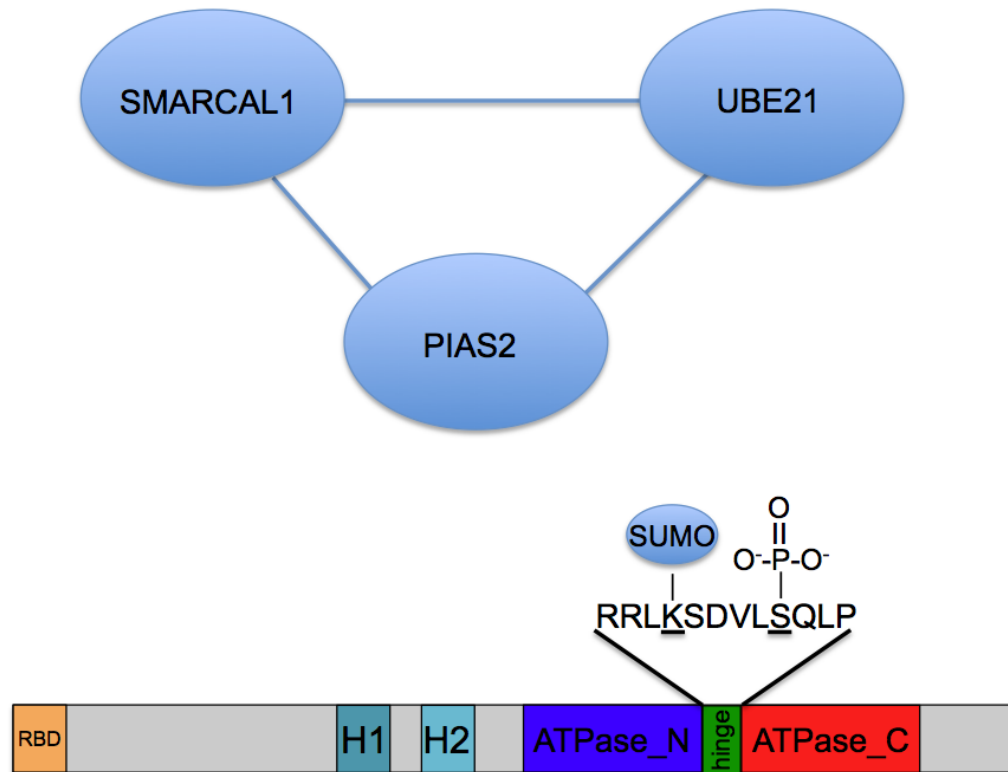 SMARCAL1
UBE21
PIAS2
SUMO
O
O⁻-P-O⁻
RRLKSDVLSQLP
RBD
H1
H2
ATPase_N
hinge
ATPase_C